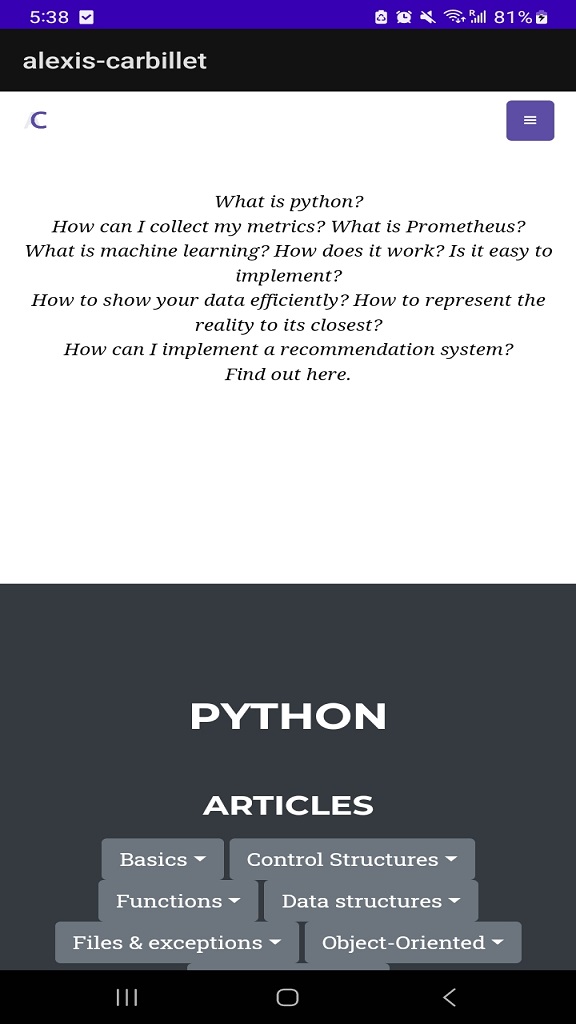 5:38 81%
alexis-carbillet
AC
What is python?
How can I collect my metrics? What is Prometheus?
What is machine learning? How does it work? Is it easy to
implement?
How to show your data efficiently? How to represent the
reality to its closest?
How can I implement a recommendation system?
Find out here.
PYTHON
ARTICLES
Basics
Control Structures
Functions
Data structures
Files & exceptions
Object-Oriented